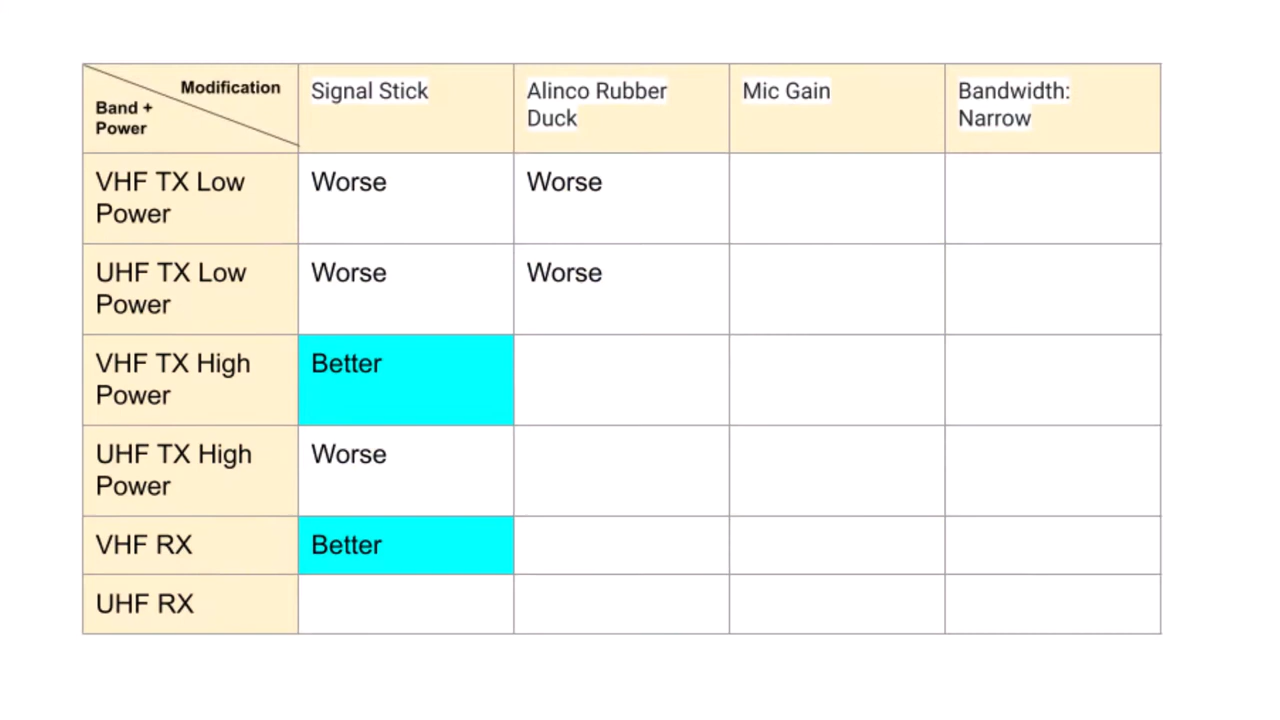 Modification
Band +
Power
Signal Stick
Alinco Rubber
Duck
Mic Gain
Bandwidth:
Narrow
VHF TX Low
Power
Worse
Worse
UHF TX Low
Power
Worse
Worse
VHF TX High
Power
Better
UHF TX High
Power
Worse
VHF RX
Better
UHF RX